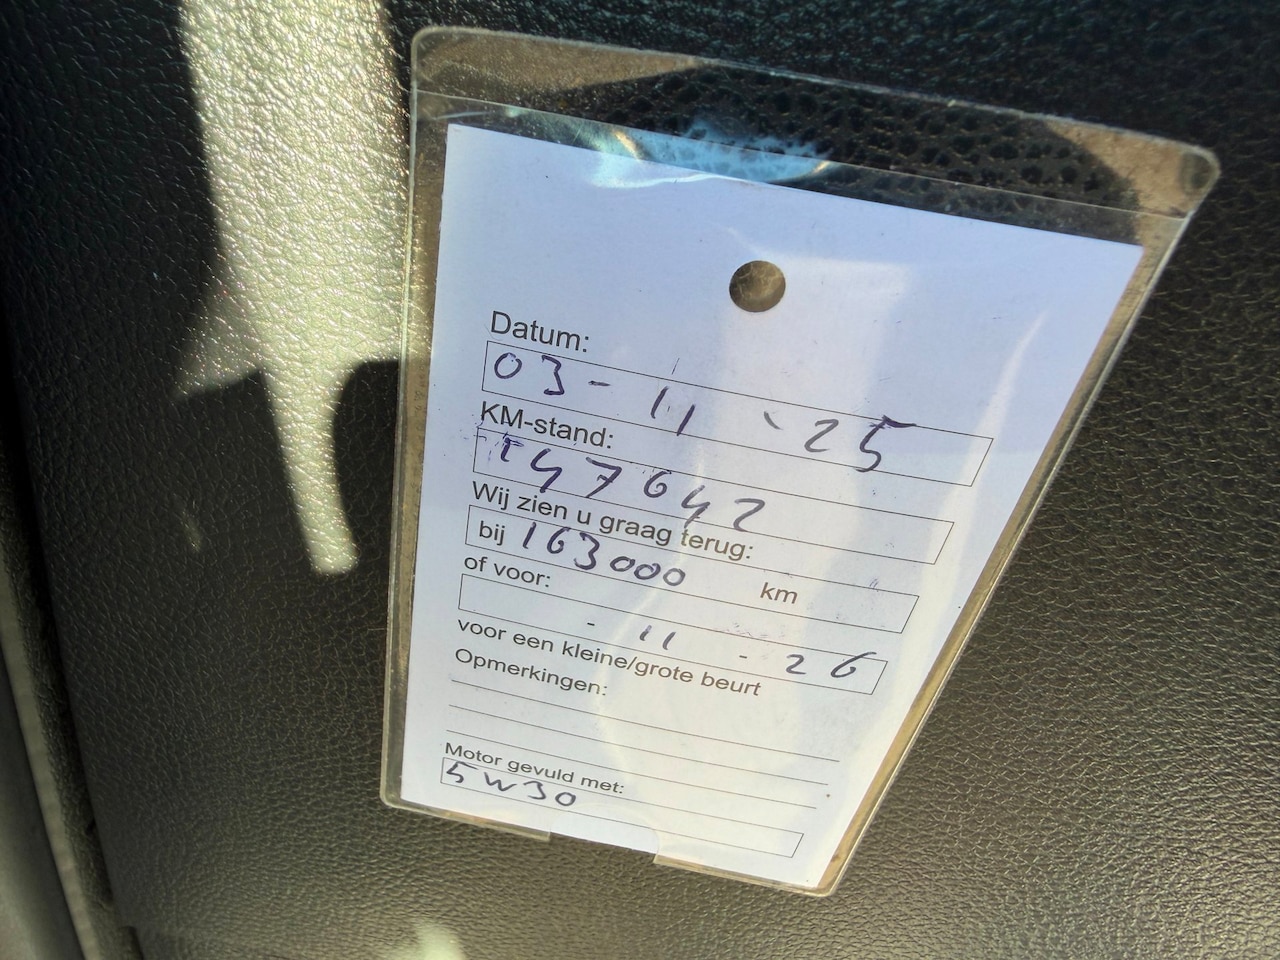 Datum:
03-11-25
KM-stand:
147642
Wij zien u graag terug:
bij 163000 km
of voor:
- 11 - 26
voor een kleine/grote beurt
Opmerkingen:
Motor gevuld met:
5W30